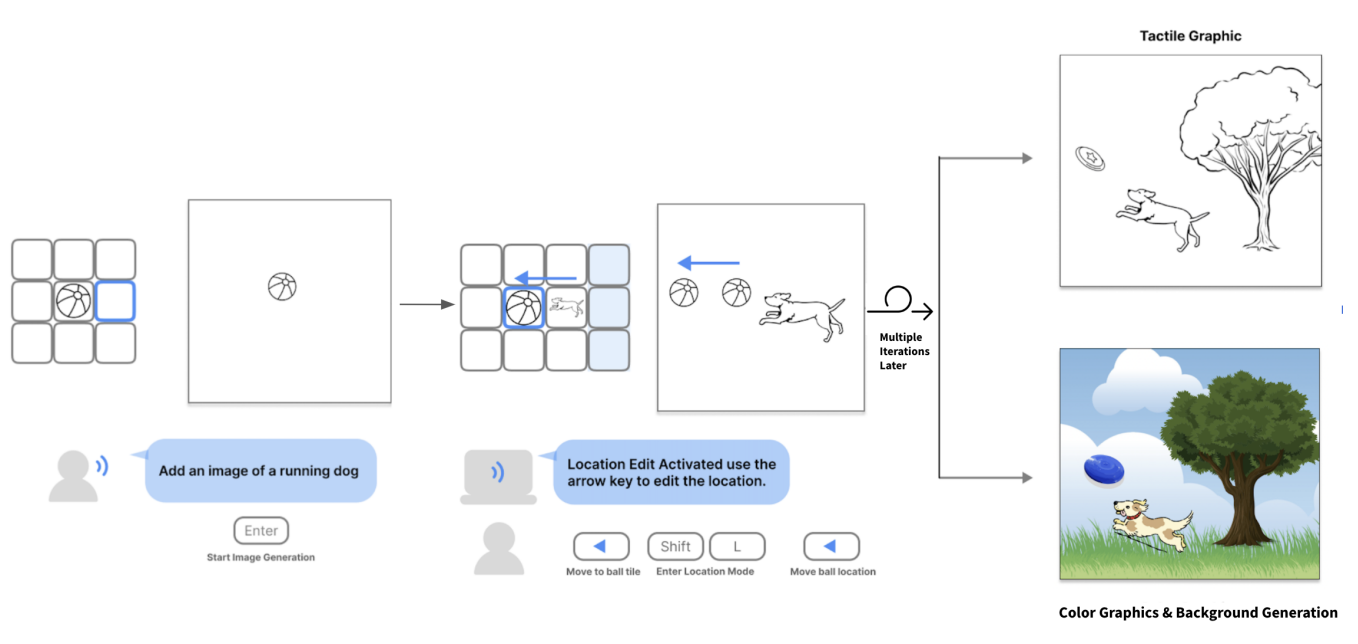 Tactile Graphic
Multiple
Iterations
Later
Add an image of a running dog
Enter
Start Image Generation
Location Edit Activated use the
arrow key to edit the location.
Shift
L
Move to ball tile
Enter Location Mode
Move ball location
Color Graphics & Background Generation